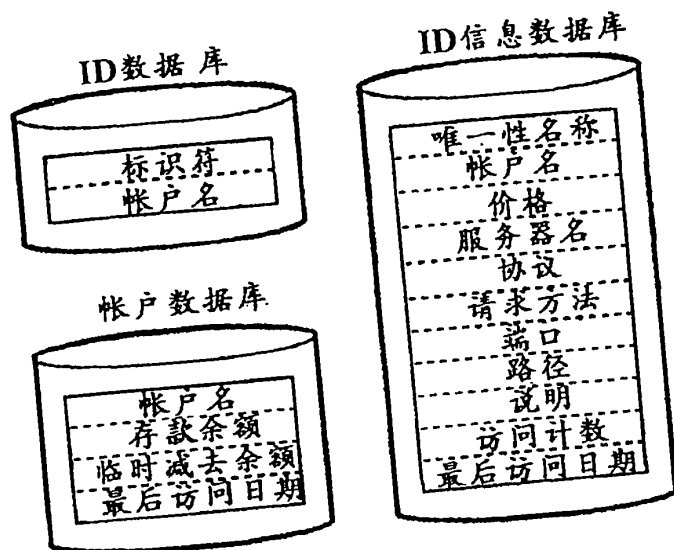 ID数据库
标识符
帐户名
帐户数据库
帐户名
存款余额
临时减去余额
最后访问日期
ID信息数据库
唯一性名称
帐户名
价格
服务器名
协议
请求方法
端口
路径
说明
访问计数
最后访问日期